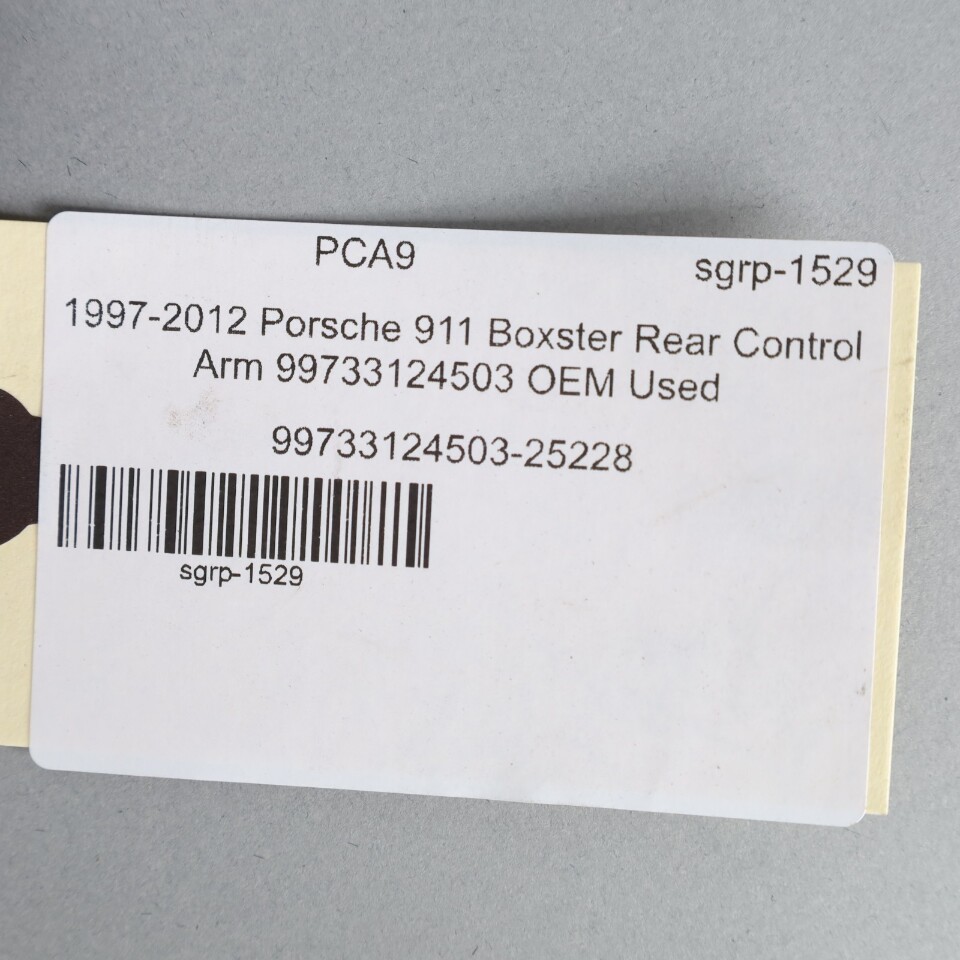 PCA9
sgrp-1529
1997-2012 Porsche 911 Boxster Rear Control
Arm 99733124503 OEM Used
99733124503-25228
sgrp-1529